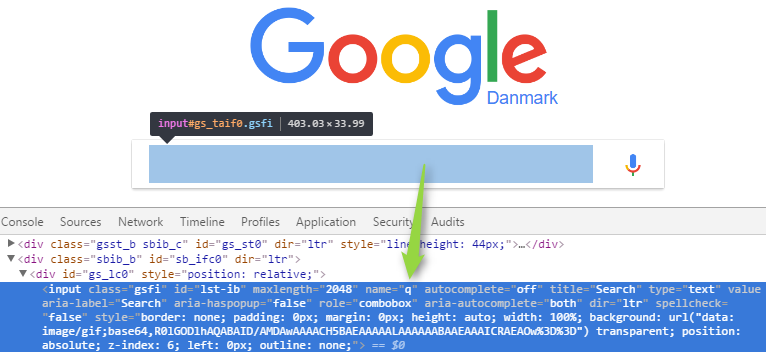 Google
Danmark
input#gs_taif0.gsfi 403.03 × 33.99
Console Sources Network Timeline Profiles Application Security Audits
<div class="gsst_b sbib_c" id="gs_st0" dir="ltr" style="line-height: 44px;">…</div>
<div class="sbib_b" id="sb_ifc0" dir="ltr">
<div id="gs_lc0" style="position: relative;">
<input class="gsfi" id="lst-ib" maxlength="2048" name="q" autocomplete="off" title="Search" type="text" value
aria-label="Search" aria-haspopup="false" role="combobox" aria-autocomplete="both" dir="ltr" spellcheck=
"false" style="border: none; padding: 0px; margin: 0px; height: auto; width: 100%; background: url("data:
image/gif;base64,R0lGODlhAQABAID/AMDAwAAAACH5BAEAAAAALAAAAAABAAEAAAICRAEAOw%3D%3D") transparent; position:
absolute; z-index: 6; left: 0px; outline: none;"> == $0